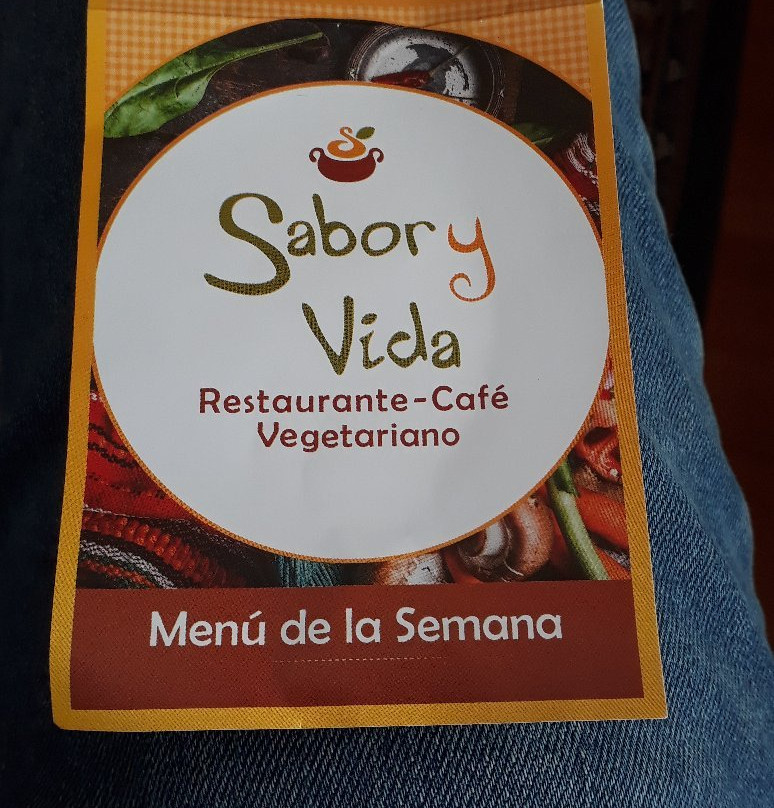 Sabor y
Vida
Restaurante-Café
Vegetariano
Menú de la Semana